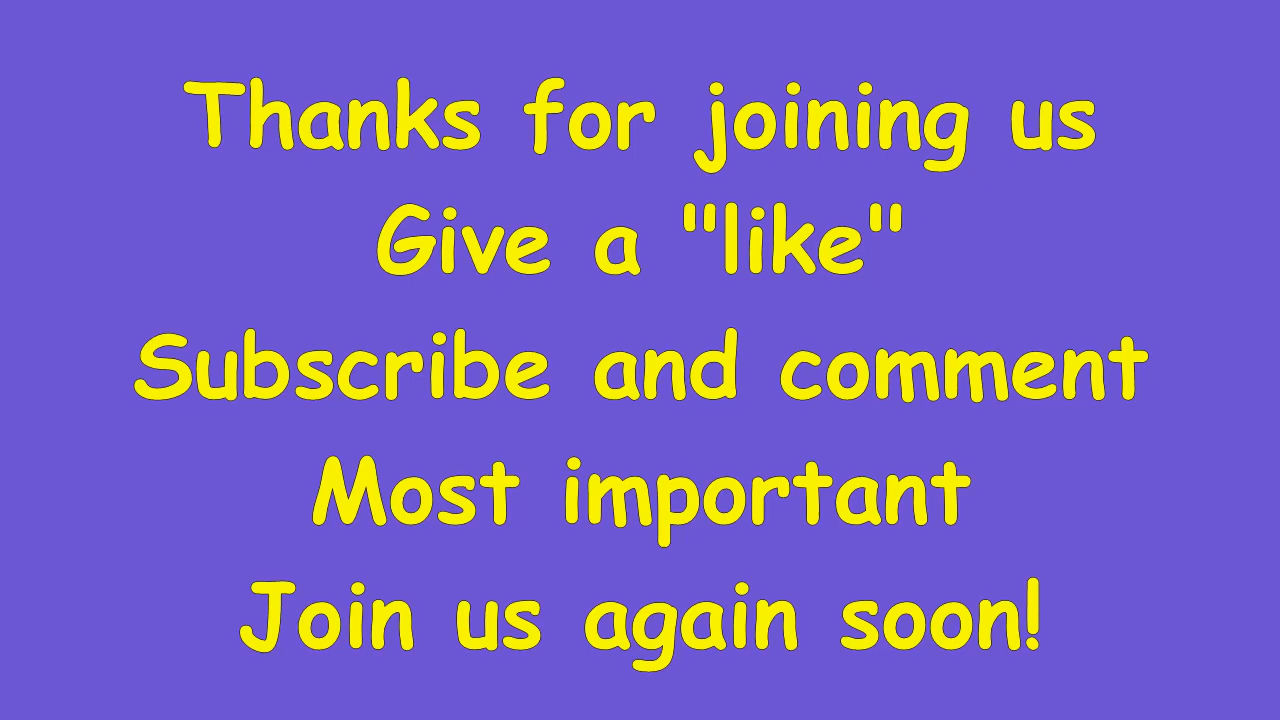 Thanks for joining us
Give a "like"
Subscribe and comment
Most important
Join us again soon!